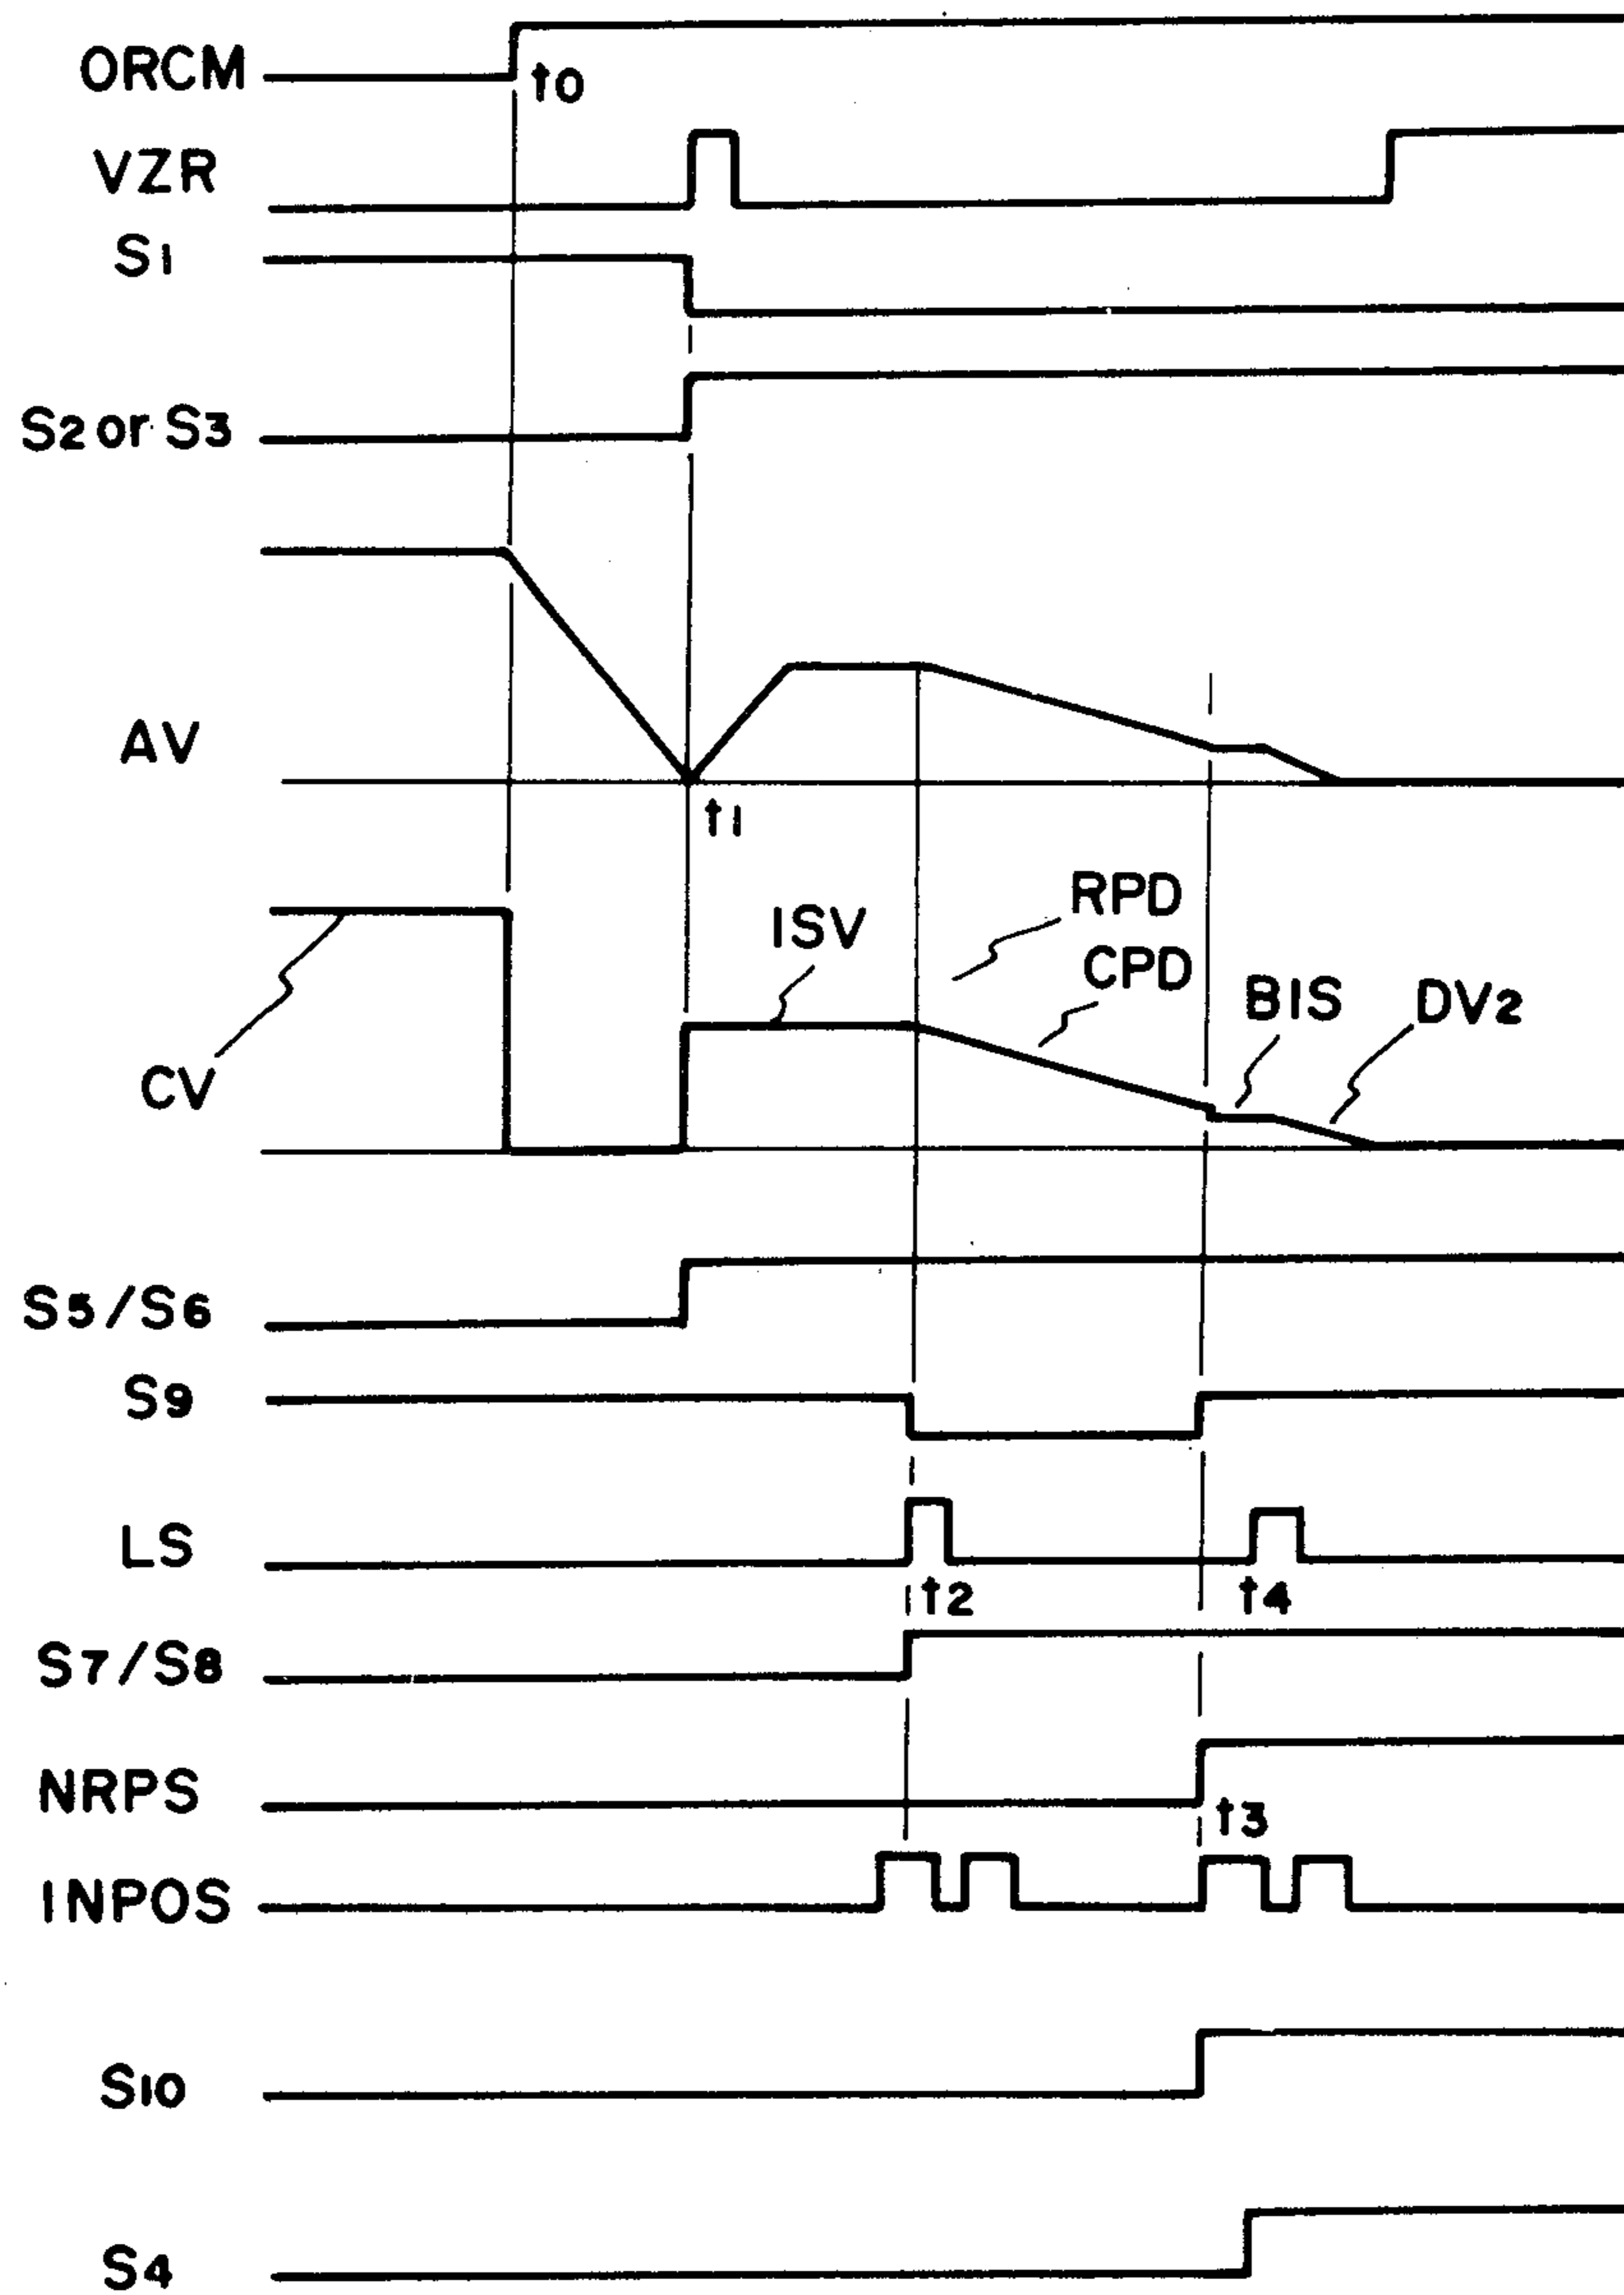 ORCM
t0
VZR
S1
S2 or S3
AV
t1
RPD
ISV
CPD
BIS
DV2
CV
S5/S6
S9
LS
t2
t4
S7/S8
NRPS
t3
INPOS
S10
S4